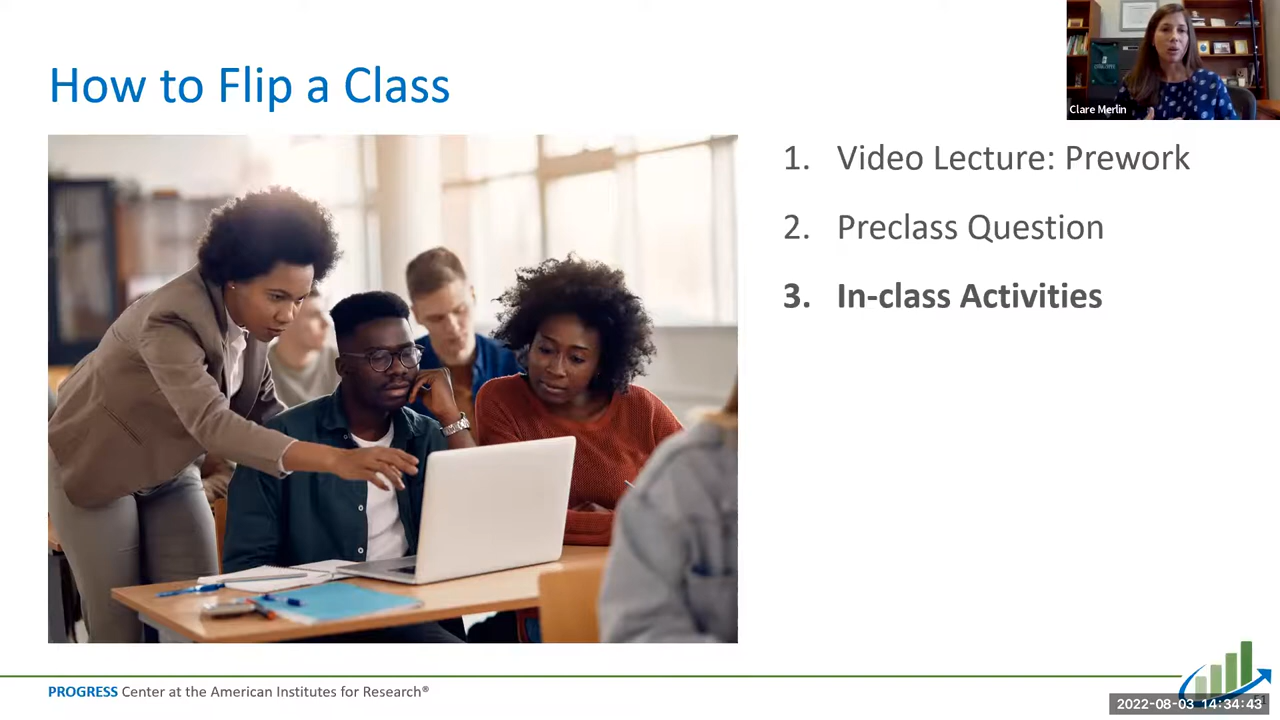 How to Flip a Class
Clare Merlin
1. Video Lecture: Prework
2. Preclass Question
3. In-class Activities
PROGRESS Center at the American Institutes for Research®
2022-08-03 14:34:43